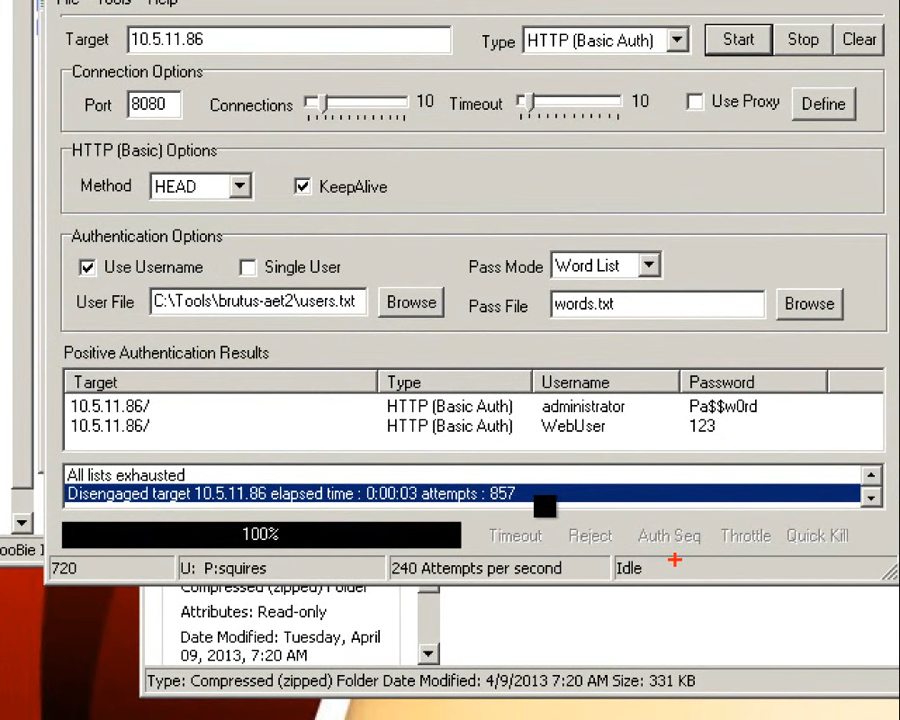 File Tools Help
Target 10.5.11.86 Type HTTP (Basic Auth) Start Stop Clear
Connection Options
Port 8080 Connections 10 Timeout 10 Use Proxy Define
HTTP (Basic) Options
Method HEAD KeepAlive
Authentication Options
Use Username Single User Pass Mode Word List
User File C:\Tools\brutus-aet2\users.txt Browse Pass File words.txt Browse
Positive Authentication Results
Target Type Username Password
10.5.11.86/ HTTP (Basic Auth) administrator Pa$$w0rd
10.5.11.86/ HTTP (Basic Auth) WebUser 123
All lists exhausted
Disengaged target 10.5.11.86 elapsed time : 0:00:03 attempts : 857
100% Timeout Reject Auth Seq Throttle Quick Kill
720 U: P:squires 240 Attempts per second Idle
Compressed (zipped) Folder
Attributes: Read-only
Date Modified: Tuesday, April
09, 2013, 7:20 AM
Type: Compressed (zipped) Folder Date Modified: 4/9/2013 7:20 AM Size: 331 KB